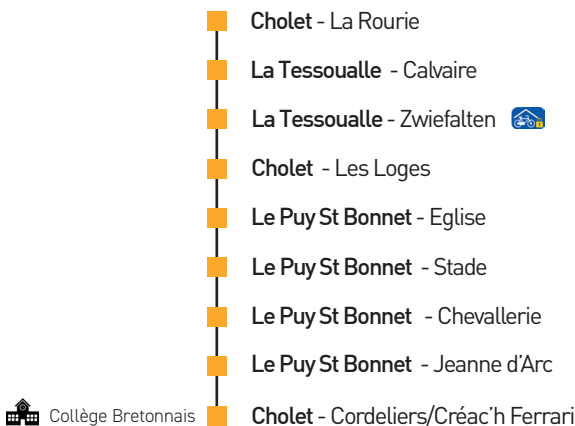 Cholet - La Rourie
La Tessoualle - Calvaire
La Tessoualle - Zwiefalten
Cholet - Les Loges
Le Puy St Bonnet - Eglise
Le Puy St Bonnet - Stade
Le Puy St Bonnet - Chevallerie
Le Puy St Bonnet - Jeanne d'Arc
Collège Bretonnais Cholet - Cordeliers/Créac'h Ferrari